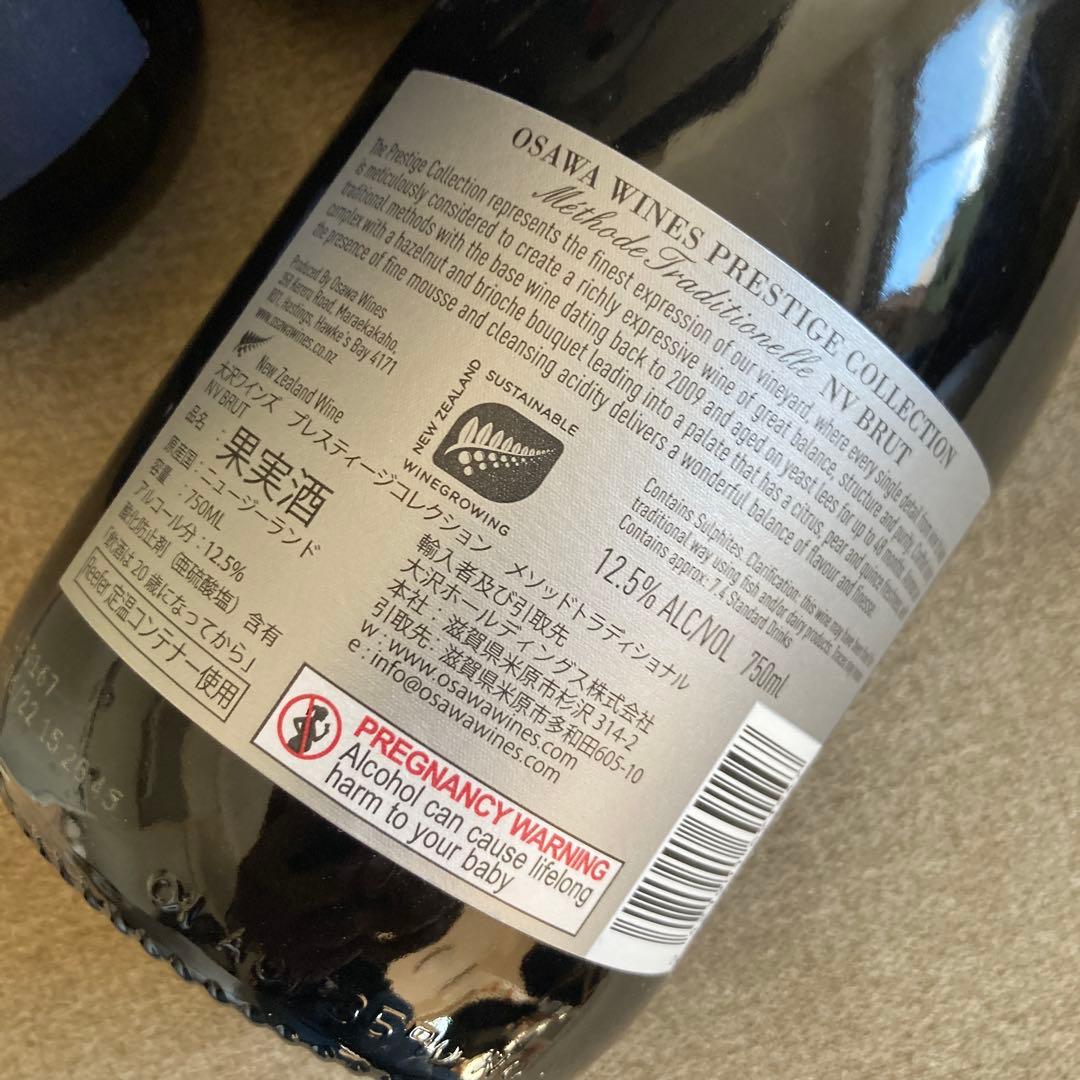 OSAWA WINES PRESTIGE COLLECTION
Méthode Traditionelle NV BRUT
The Prestige Collection represents the finest expression of our vineyard, where every single detail from
is meticulously considered to create a richly expressive wine of great balance, structure and purity.
traditional methods with the base wine dating back to 2009 and aged on yeast lees for up to 48 months.
complex with a hazelnut and brioche bouquet leading into a palate that has a citrus, pear and quince freshness
the presence of fine mousse and cleansing acidity delivers a wonderful balance of flavour and finesse.
Produced By Osawa Wines
Kereru Road, Maraekakaho,
RD1, Hastings, Hawke's Bay 4171
www.osawawines.co.nz
New Zealand Wine
SUSTAINABLE
NEW ZEALAND
WINEGROWING
Contains Sulphites. Clarification: this wine may have been
traditional way using fish and/or dairy products.
Contains approx: 7.4 Standard Drinks
12.5% ALC/VOL 750ml
大沢ワインズ プレスティージコレクション メソッドトラディショナル
NV BRUT
品名 : 果実酒
原産国 : ニュージーランド
容量 : 750ML
アルコール分 : 12.5%
酸化防止剤(亜硫酸塩) 含有
「飲酒は20歳になってから」
Reefer 定温コンテナー使用
輸入者及び引取先
大沢ホールディングス株式会社
本社 : 滋賀県米原市杉沢 314-2
引取先 : 滋賀県米原市多和田605-10
w : www.osawawines.com
e : info@osawawines.com
PREGNANCY WARNING
Alcohol can cause lifelong
harm to your baby